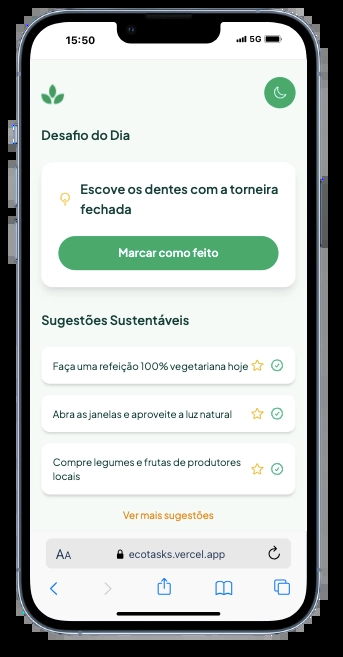 15:50
5G
Desafio do Dia
Escove os dentes com a torneira
fechada
Marcar como feito
Sugestões Sustentáveis
Faça uma refeição 100% vegetariana hoje
Abra as janelas e aproveite a luz natural
Compre legumes e frutas de produtores
locais
Ver mais sugestões
AA
ecotasks.vercel.app